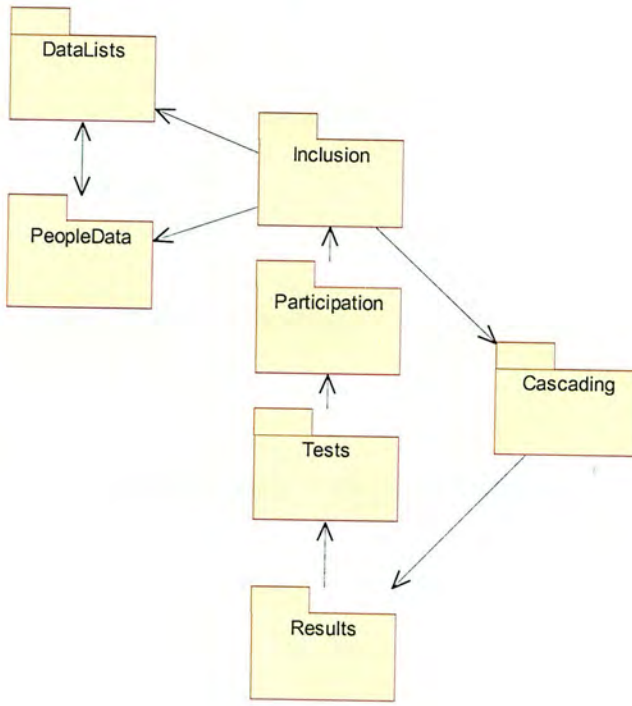 DataLists
Inclusion
PeopleData
Participation
Cascading
Tests
Results